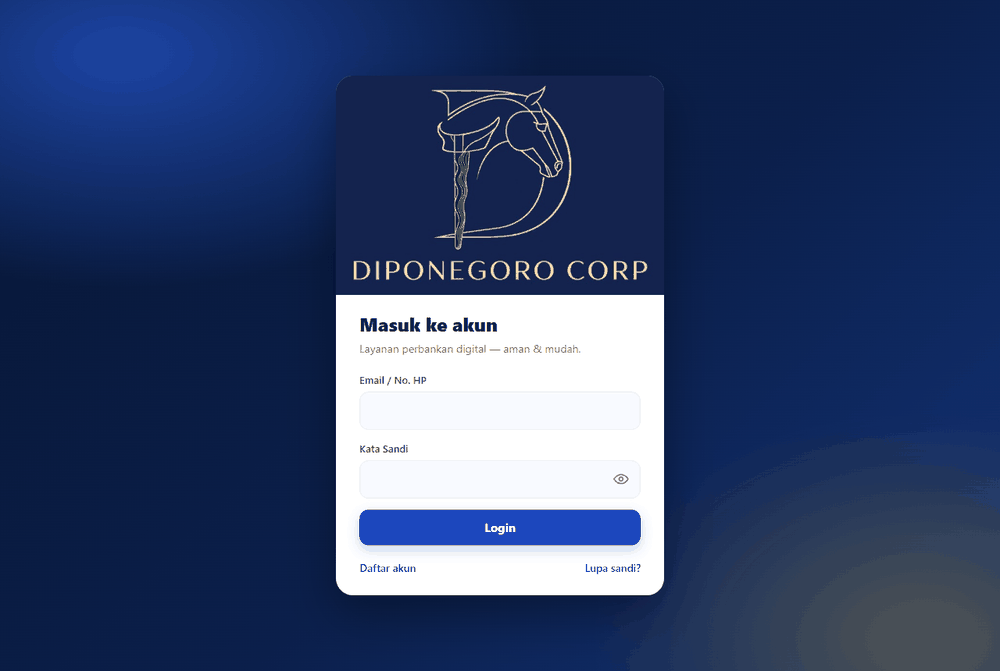 DIPONEGORO CORP
Masuk ke akun
Layanan perbankan digital — aman & mudah.
Email / No. HP
Kata Sandi
Login
Daftar akun
Lupa sandi?